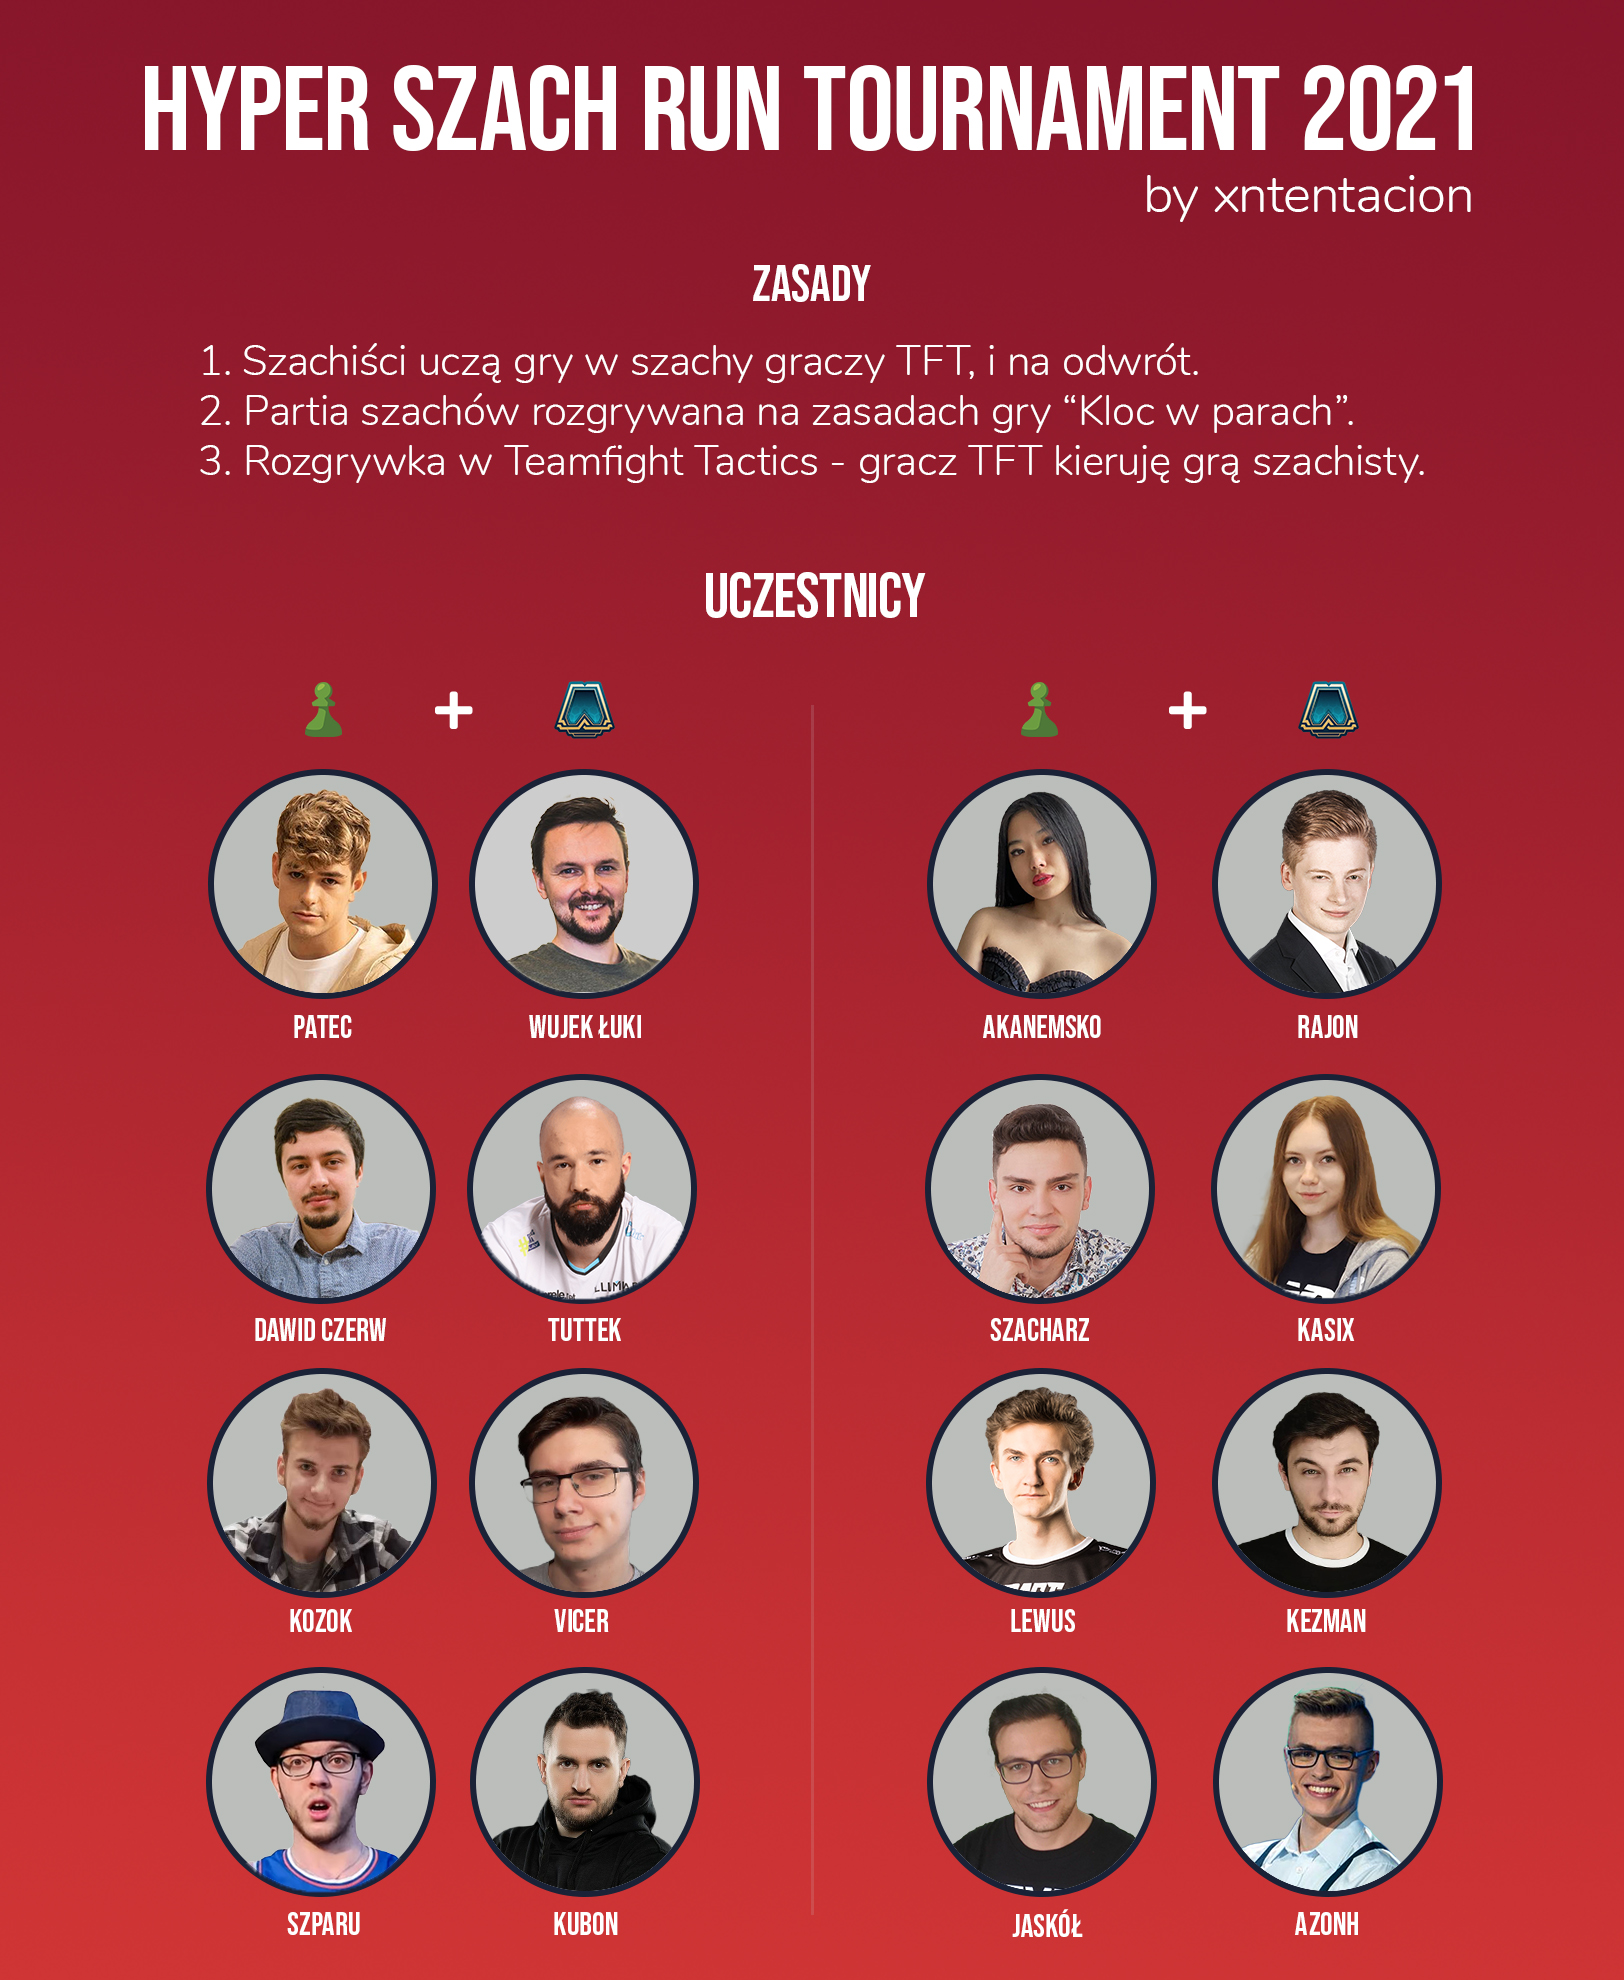 HYPER SZACH RUN TOURNAMENT 2021
by xntentacion
ZASADY
1. Szachiści uczą gry w szachy graczy TFT, i na odwrót.
2. Partia szachów rozgrywana na zasadach gry “Kloc w parach”.
3. Rozgrywka w Teamfight Tactics - gracz TFT kieruję grą szachisty.
UCZESTNICY
PATEC
WUJEK ŁUKI
AKANEMSKO
RAJON
DAWID CZERW
TUTTEK
SZACHARZ
KASIX
KOZOK
VICER
LEWUS
KEZMAN
SZPARU
KUBON
JASKÓŁ
AZONH